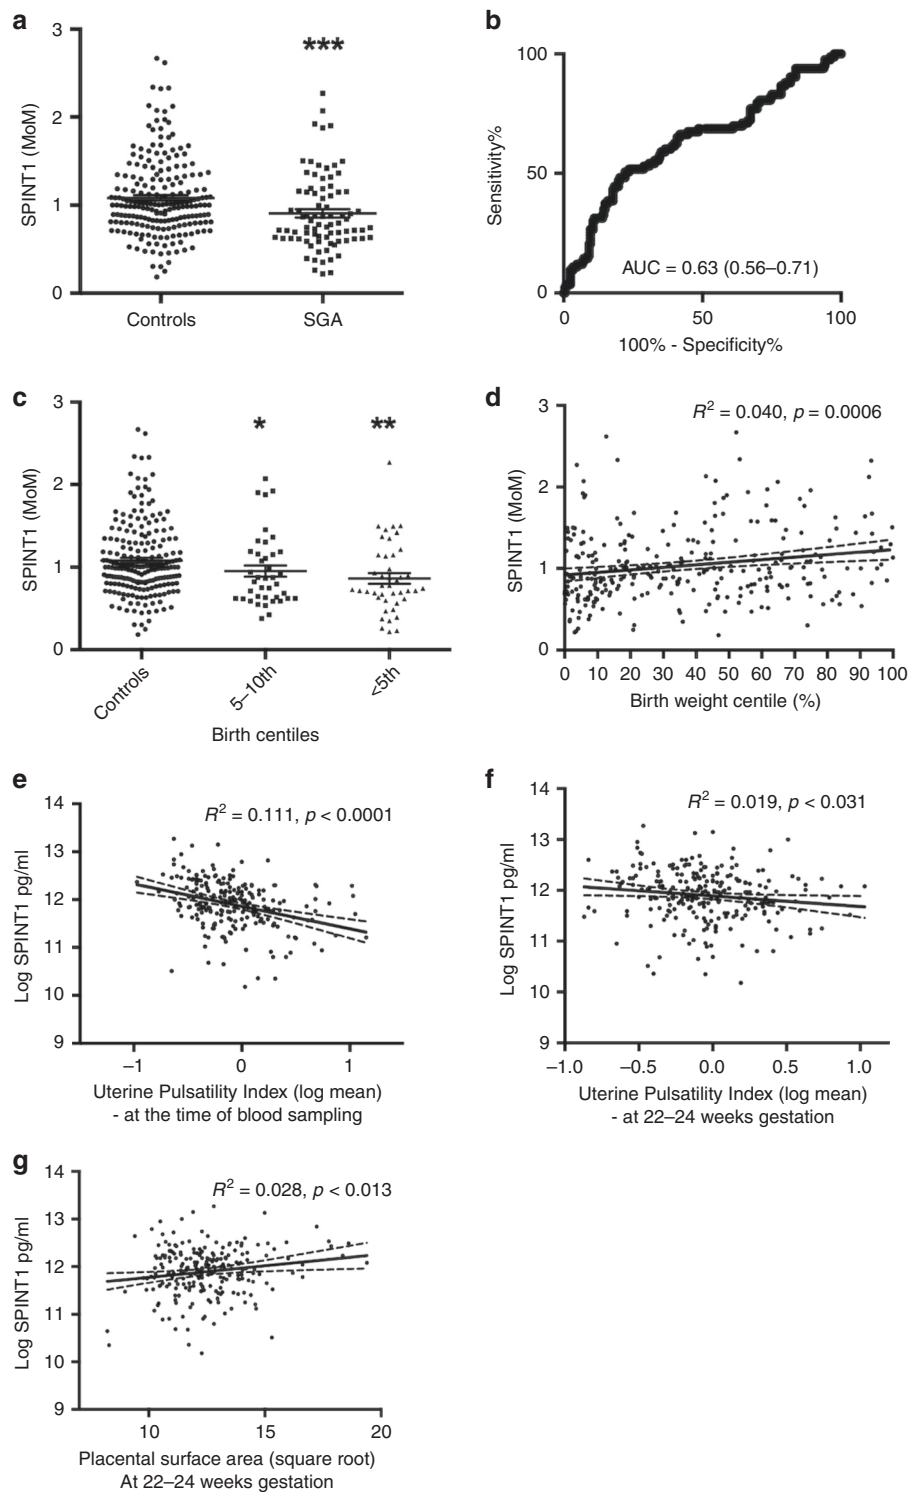 a
3
2
1
0
SPINT1 (MoM)
***
Controls
SGA
b
100
50
0
Sensitivity%
AUC = 0.63 (0.56–0.71)
0
50
100
100% - Specificity%
c
3
2
1
0
SPINT1 (MoM)
*
**
Controls
5–10th
<5th
Birth centiles
d
3
2
1
0
SPINT1 (MoM)
R² = 0.040, p = 0.0006
0 10 20 30 40 50 60 70 80 90 100
Birth weight centile (%)
e
14
13
12
11
10
9
Log SPINT1 pg/ml
R² = 0.111, p < 0.0001
–1
0
1
Uterine Pulsatility Index (log mean)
- at the time of blood sampling
f
14
13
12
11
10
9
Log SPINT1 pg/ml
R² = 0.019, p < 0.031
–1.0
–0.5
0.0
0.5
1.0
Uterine Pulsatility Index (log mean)
- at 22–24 weeks gestation
g
14
13
12
11
10
9
Log SPINT1 pg/ml
R² = 0.028, p < 0.013
10
15
20
Placental surface area (square root)
At 22–24 weeks gestation